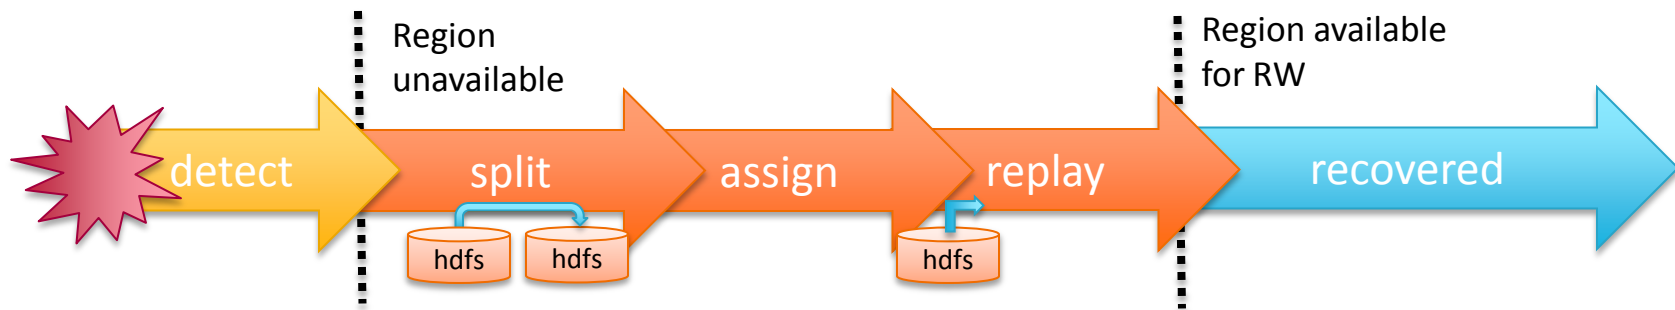 Region
unavailable
Region available
for RW
detect
split
assign
replay
recovered
hdfs
hdfs
hdfs